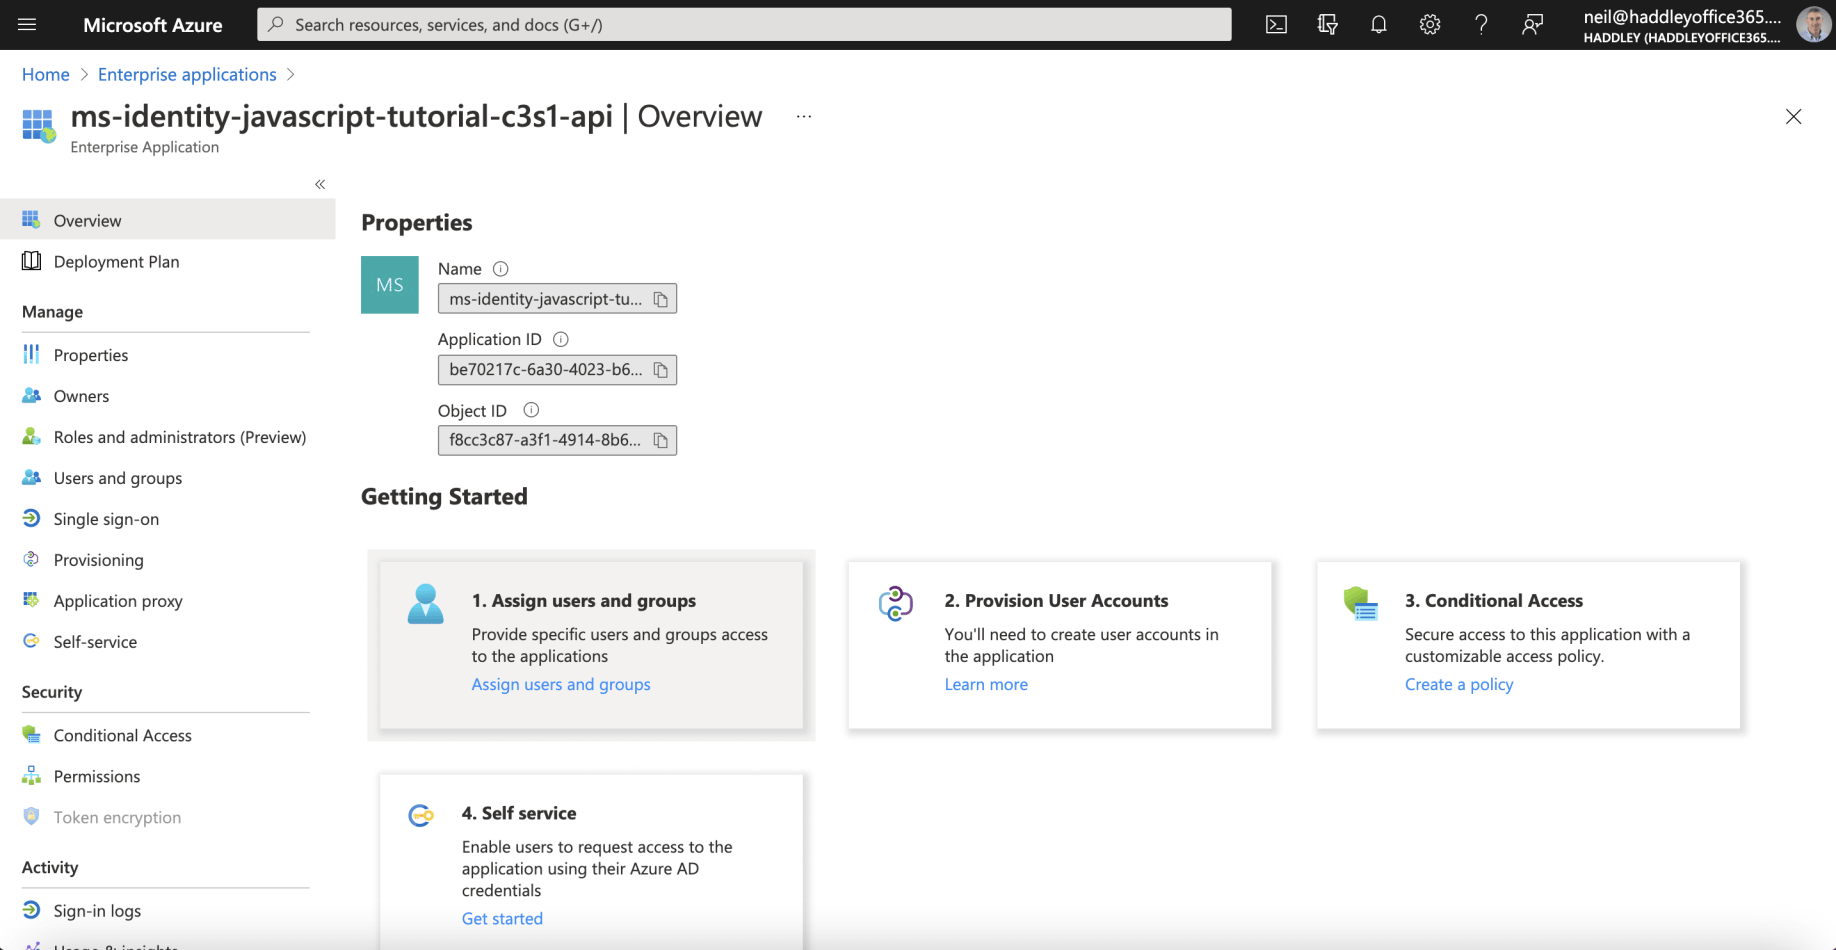 Microsoft Azure
Search resources, services, and docs (G+/)
neil@haddleyoffice365....
HADDLEY (HADDLEYOFFICE365....
Home > Enterprise applications >
ms-identity-javascript-tutorial-c3s1-api | Overview ...
Enterprise Application
Overview
Deployment Plan
Manage
Properties
Owners
Roles and administrators (Preview)
Users and groups
Single sign-on
Provisioning
Application proxy
Self-service
Security
Conditional Access
Permissions
Token encryption
Activity
Sign-in logs
Usage & insights
Properties
MS
Name
ms-identity-javascript-tu...
Application ID
be70217c-6a30-4023-b6...
Object ID
f8cc3c87-a3f1-4914-8b6...
Getting Started
1. Assign users and groups
Provide specific users and groups access
to the applications
Assign users and groups
2. Provision User Accounts
You'll need to create user accounts in
the application
Learn more
3. Conditional Access
Secure access to this application with a
customizable access policy.
Create a policy
4. Self service
Enable users to request access to the
application using their Azure AD
credentials
Get started